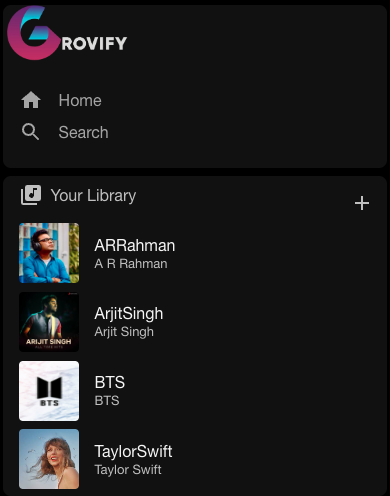 GROVIFY
Home
Search
Your Library
ARRahman
A R Rahman
ARIJIT SINGH
ArjitSingh
Arjit Singh
BTS
BTS
BTS
TaylorSwift
Taylor Swift